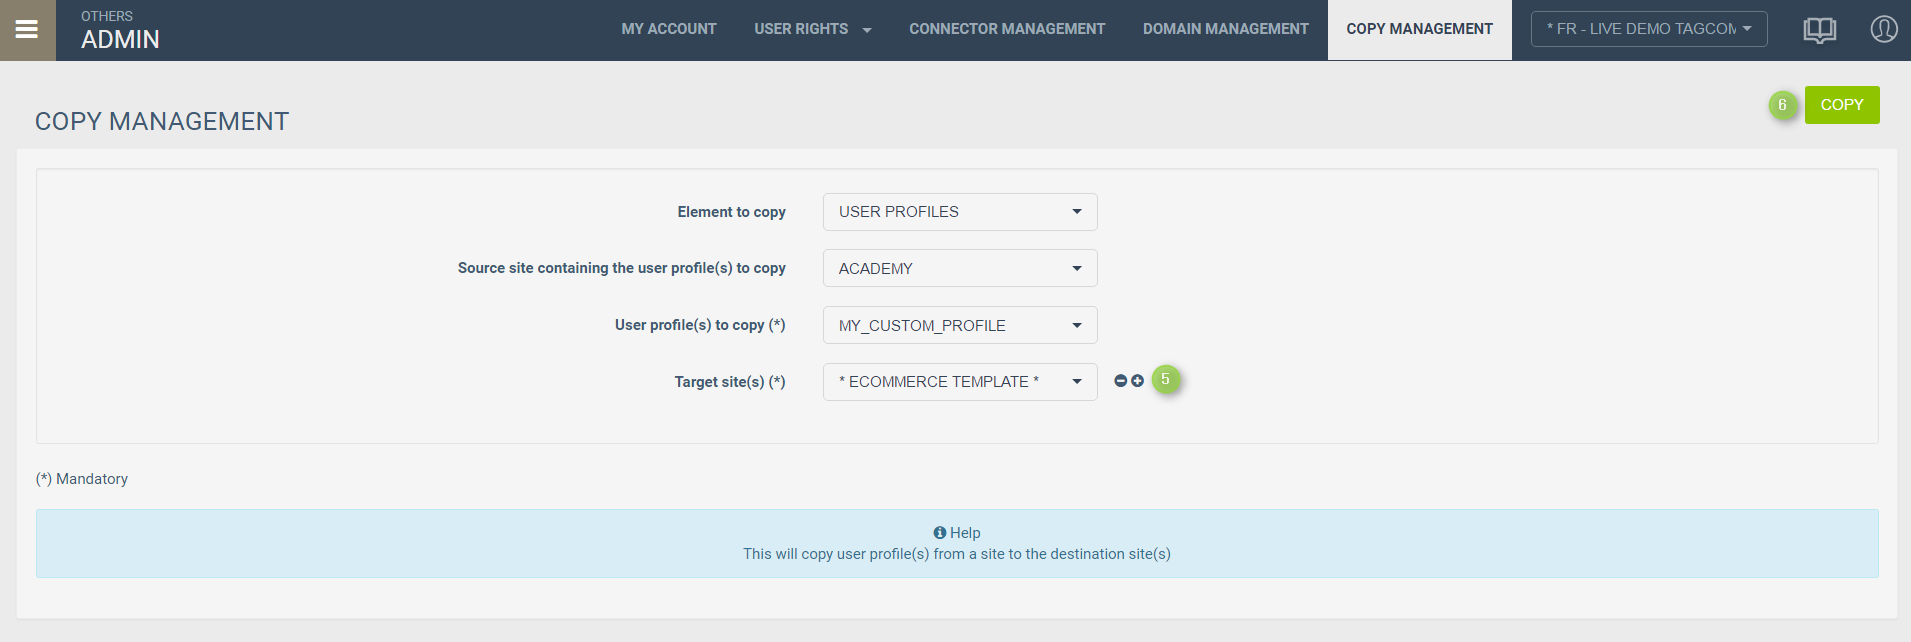 OTHERS
ADMIN
MY ACCOUNT
USER RIGHTS
CONNECTOR MANAGEMENT
DOMAIN MANAGEMENT
COPY MANAGEMENT
* FR - LIVE DEMO TAGCOM
COPY MANAGEMENT
6
COPY
Element to copy
USER PROFILES
Source site containing the user profile(s) to copy
ACADEMY
User profile(s) to copy (*)
MY_CUSTOM_PROFILE
Target site(s) (*)
* ECOMMERCE TEMPLATE *
5
(*) Mandatory
Help
This will copy user profile(s) from a site to the destination site(s)